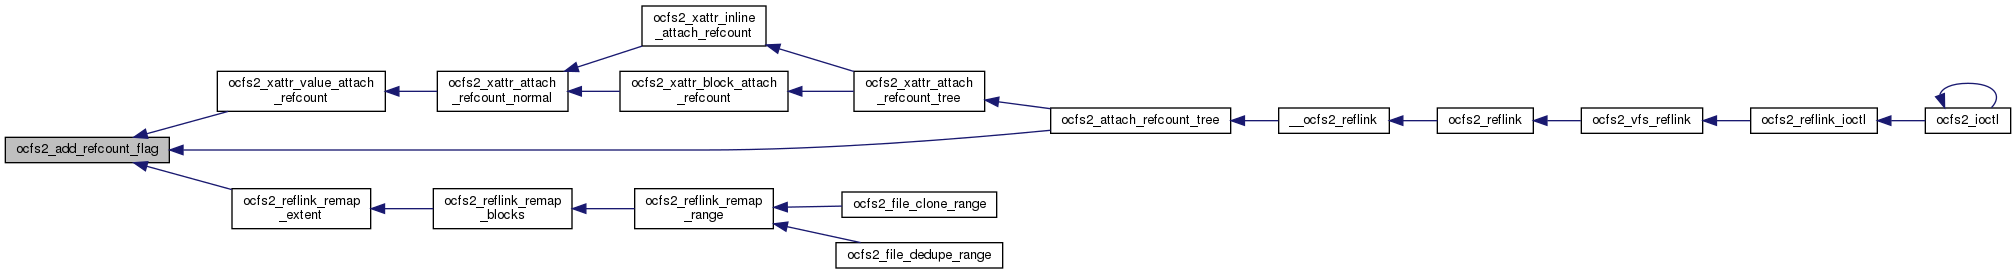 ocfs2_xattr_inline
_attach_refcount
ocfs2_xattr_value_attach
_refcount
ocfs2_xattr_attach
_refcount_normal
ocfs2_xattr_block_attach
_refcount
ocfs2_xattr_attach
_refcount_tree
ocfs2_attach_refcount_tree
__ocfs2_reflink
ocfs2_reflink
ocfs2_vfs_reflink
ocfs2_reflink_ioctl
ocfs2_ioctl
ocfs2_add_refcount_flag
ocfs2_reflink_remap
_extent
ocfs2_reflink_remap
_blocks
ocfs2_reflink_remap
_range
ocfs2_file_clone_range
ocfs2_file_dedupe_range